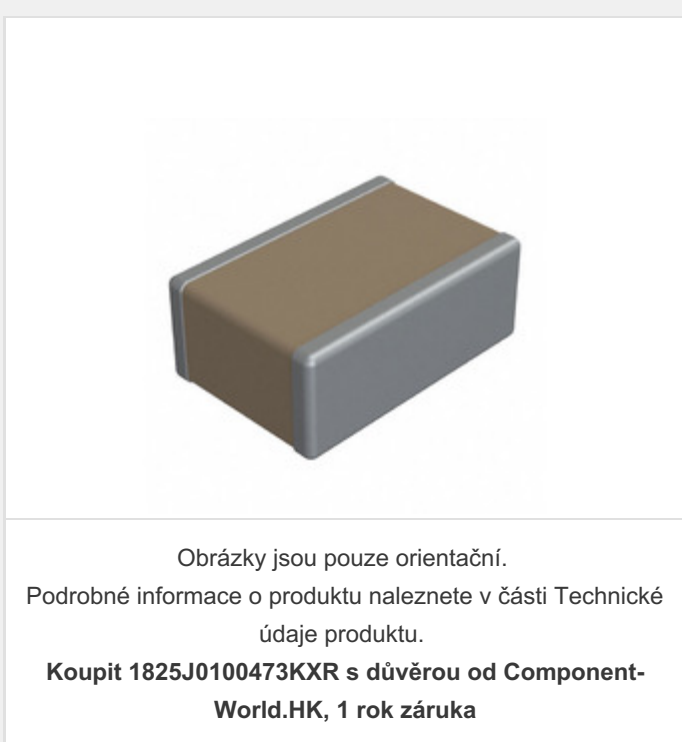 Obrázky jsou pouze orientační.
Podrobné informace o produktu naleznete v části Technické
údaje produktu.
Koupit 1825J0100473KXR s důvěrou od Component-
World.HK, 1 rok záruka